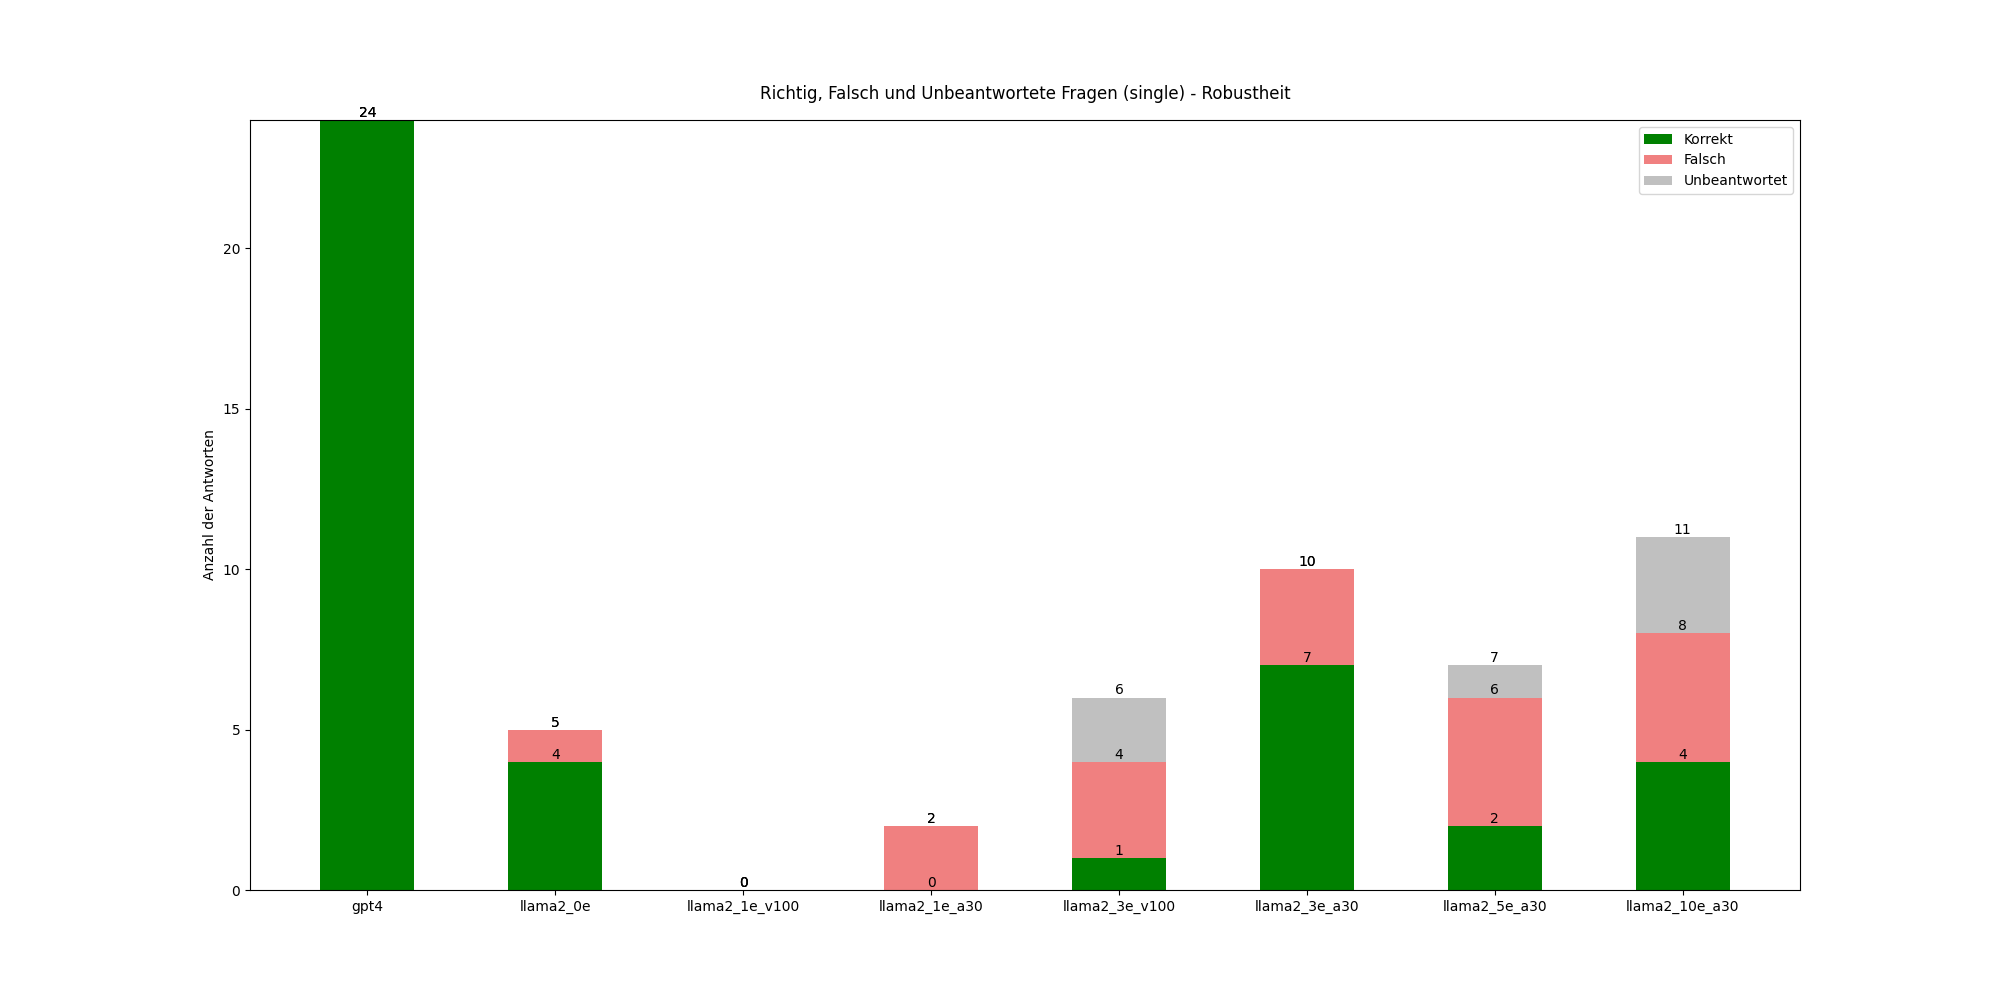 Richtig, Falsch und Unbeantwortete Fragen (single) - Robustheit
Korrekt
Falsch
Unbeantwortet
Anzahl der Antworten
20
15
10
5
0
24
5
4
0
2
0
6
4
1
10
7
7
6
2
11
8
4
gpt4
llama2_0e
llama2_1e_v100
llama2_1e_a30
llama2_3e_v100
llama2_3e_a30
llama2_5e_a30
llama2_10e_a30